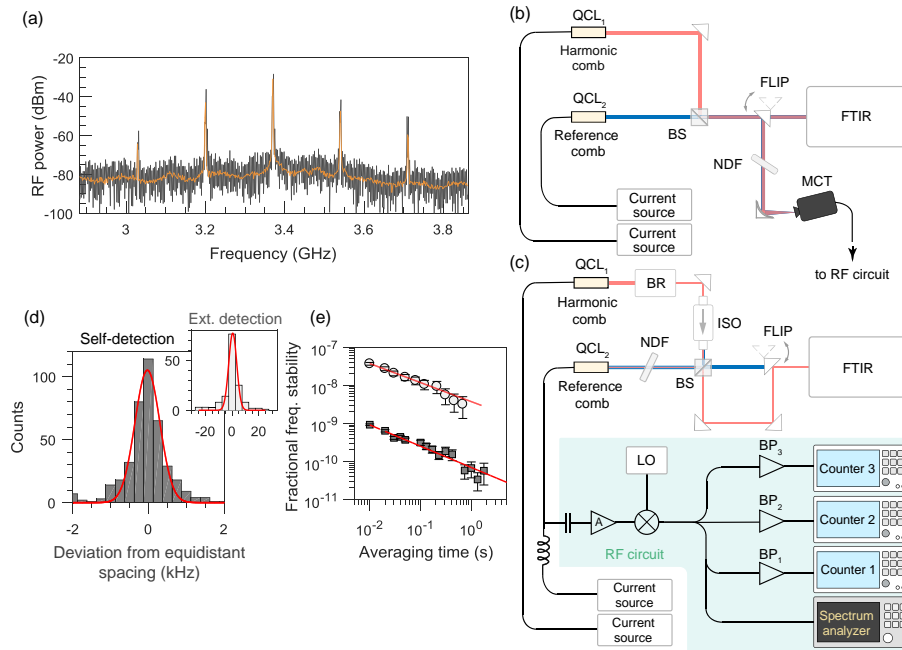 (a)
-20
-40
-60
-80
-100
RF power (dBm)
3
3.2
3.4
3.6
3.8
Frequency (GHz)
(b)
QCL1
Harmonic
comb
QCL2
Reference
comb
BS
FLIP
FTIR
NDF
MCT
Current
source
Current
source
to RF circuit
(c)
QCL1
Harmonic
comb
BR
ISO
FLIP
NDF
QCL2
Reference
comb
BS
FTIR
LO
A
RF circuit
BP3
Counter 3
BP2
Counter 2
BP1
Counter 1
Spectrum
analyzer
Current
source
Current
source
(d)
Self-detection
Ext. detection
50
0
-20
0
20
100
50
0
Counts
-2
0
2
Deviation from equidistant
spacing (kHz)
(e)
10-7
10-8
10-9
10-10
10-11
Fractional freq. stability
10-2
10-1
100
Averaging time (s)